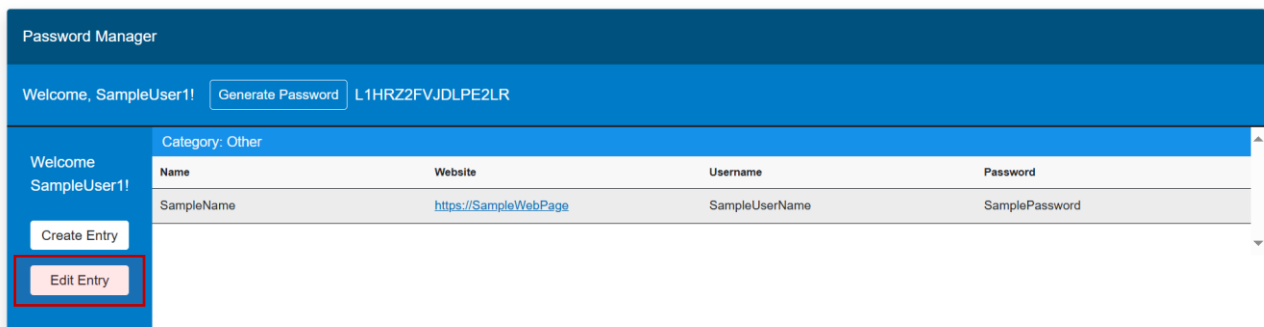 Password Manager
Welcome, SampleUser1! Generate Password L1HRZ2FVJDLPE2LR
Welcome
SampleUser1!
Create Entry
Edit Entry
Category: Other
Name Website Username Password
SampleName https://SampleWebPage SampleUserName SamplePassword